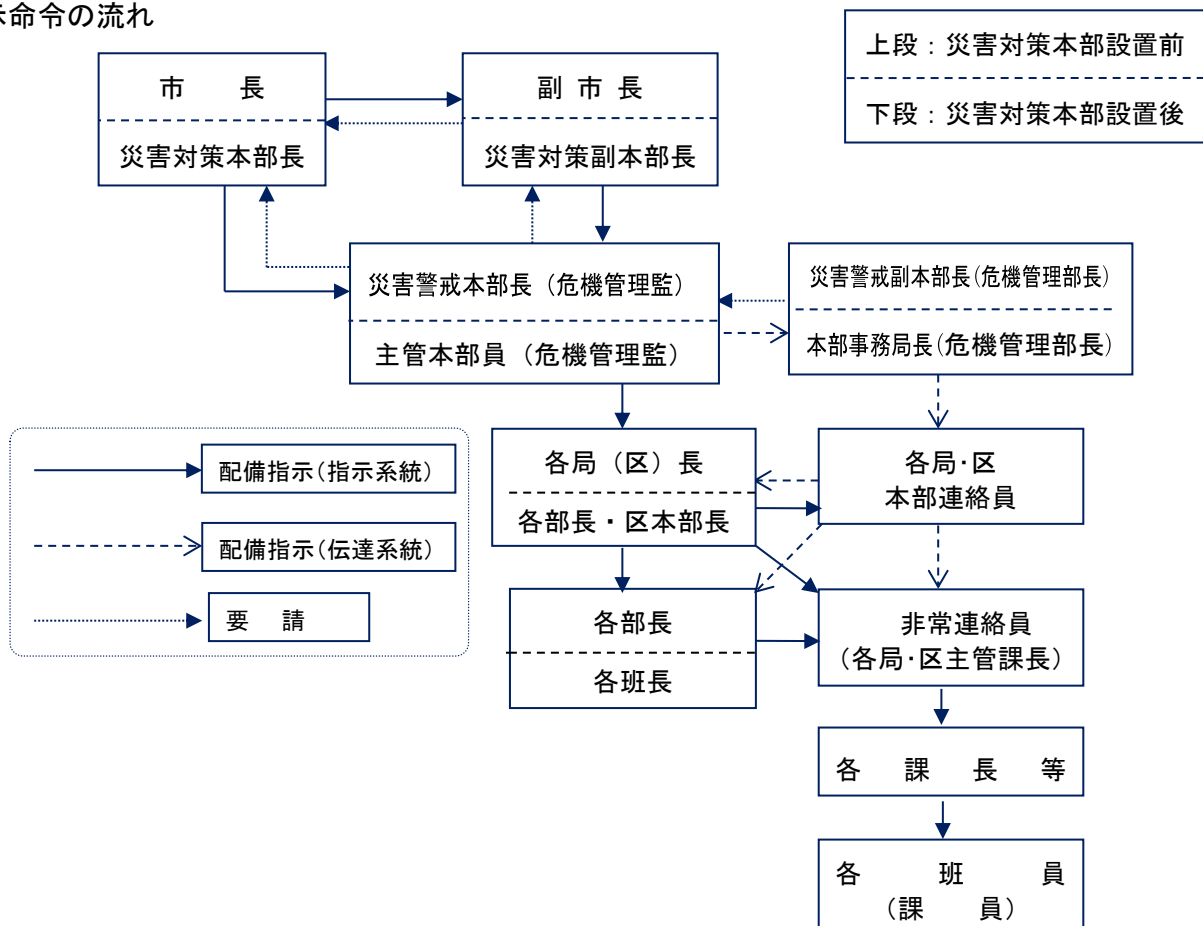 命令の流れ
上段：災害対策本部設置前
下段：災害対策本部設置後
市　　長
災害対策本部長
副 市 長
災害対策副本部長
災害警戒本部長（危機管理監）
主管本部員（危機管理監）
災害警戒副本部長(危機管理部長)
本部事務局長(危機管理部長)
配備指示(指示系統)
配備指示(伝達系統)
要　請
各局（区）長
各部長・区本部長
各局･区
本部連絡員
各部長
各班長
非常連絡員
(各局･区主管課長)
各　課　長　等
各　　班　　員
(課　　員)